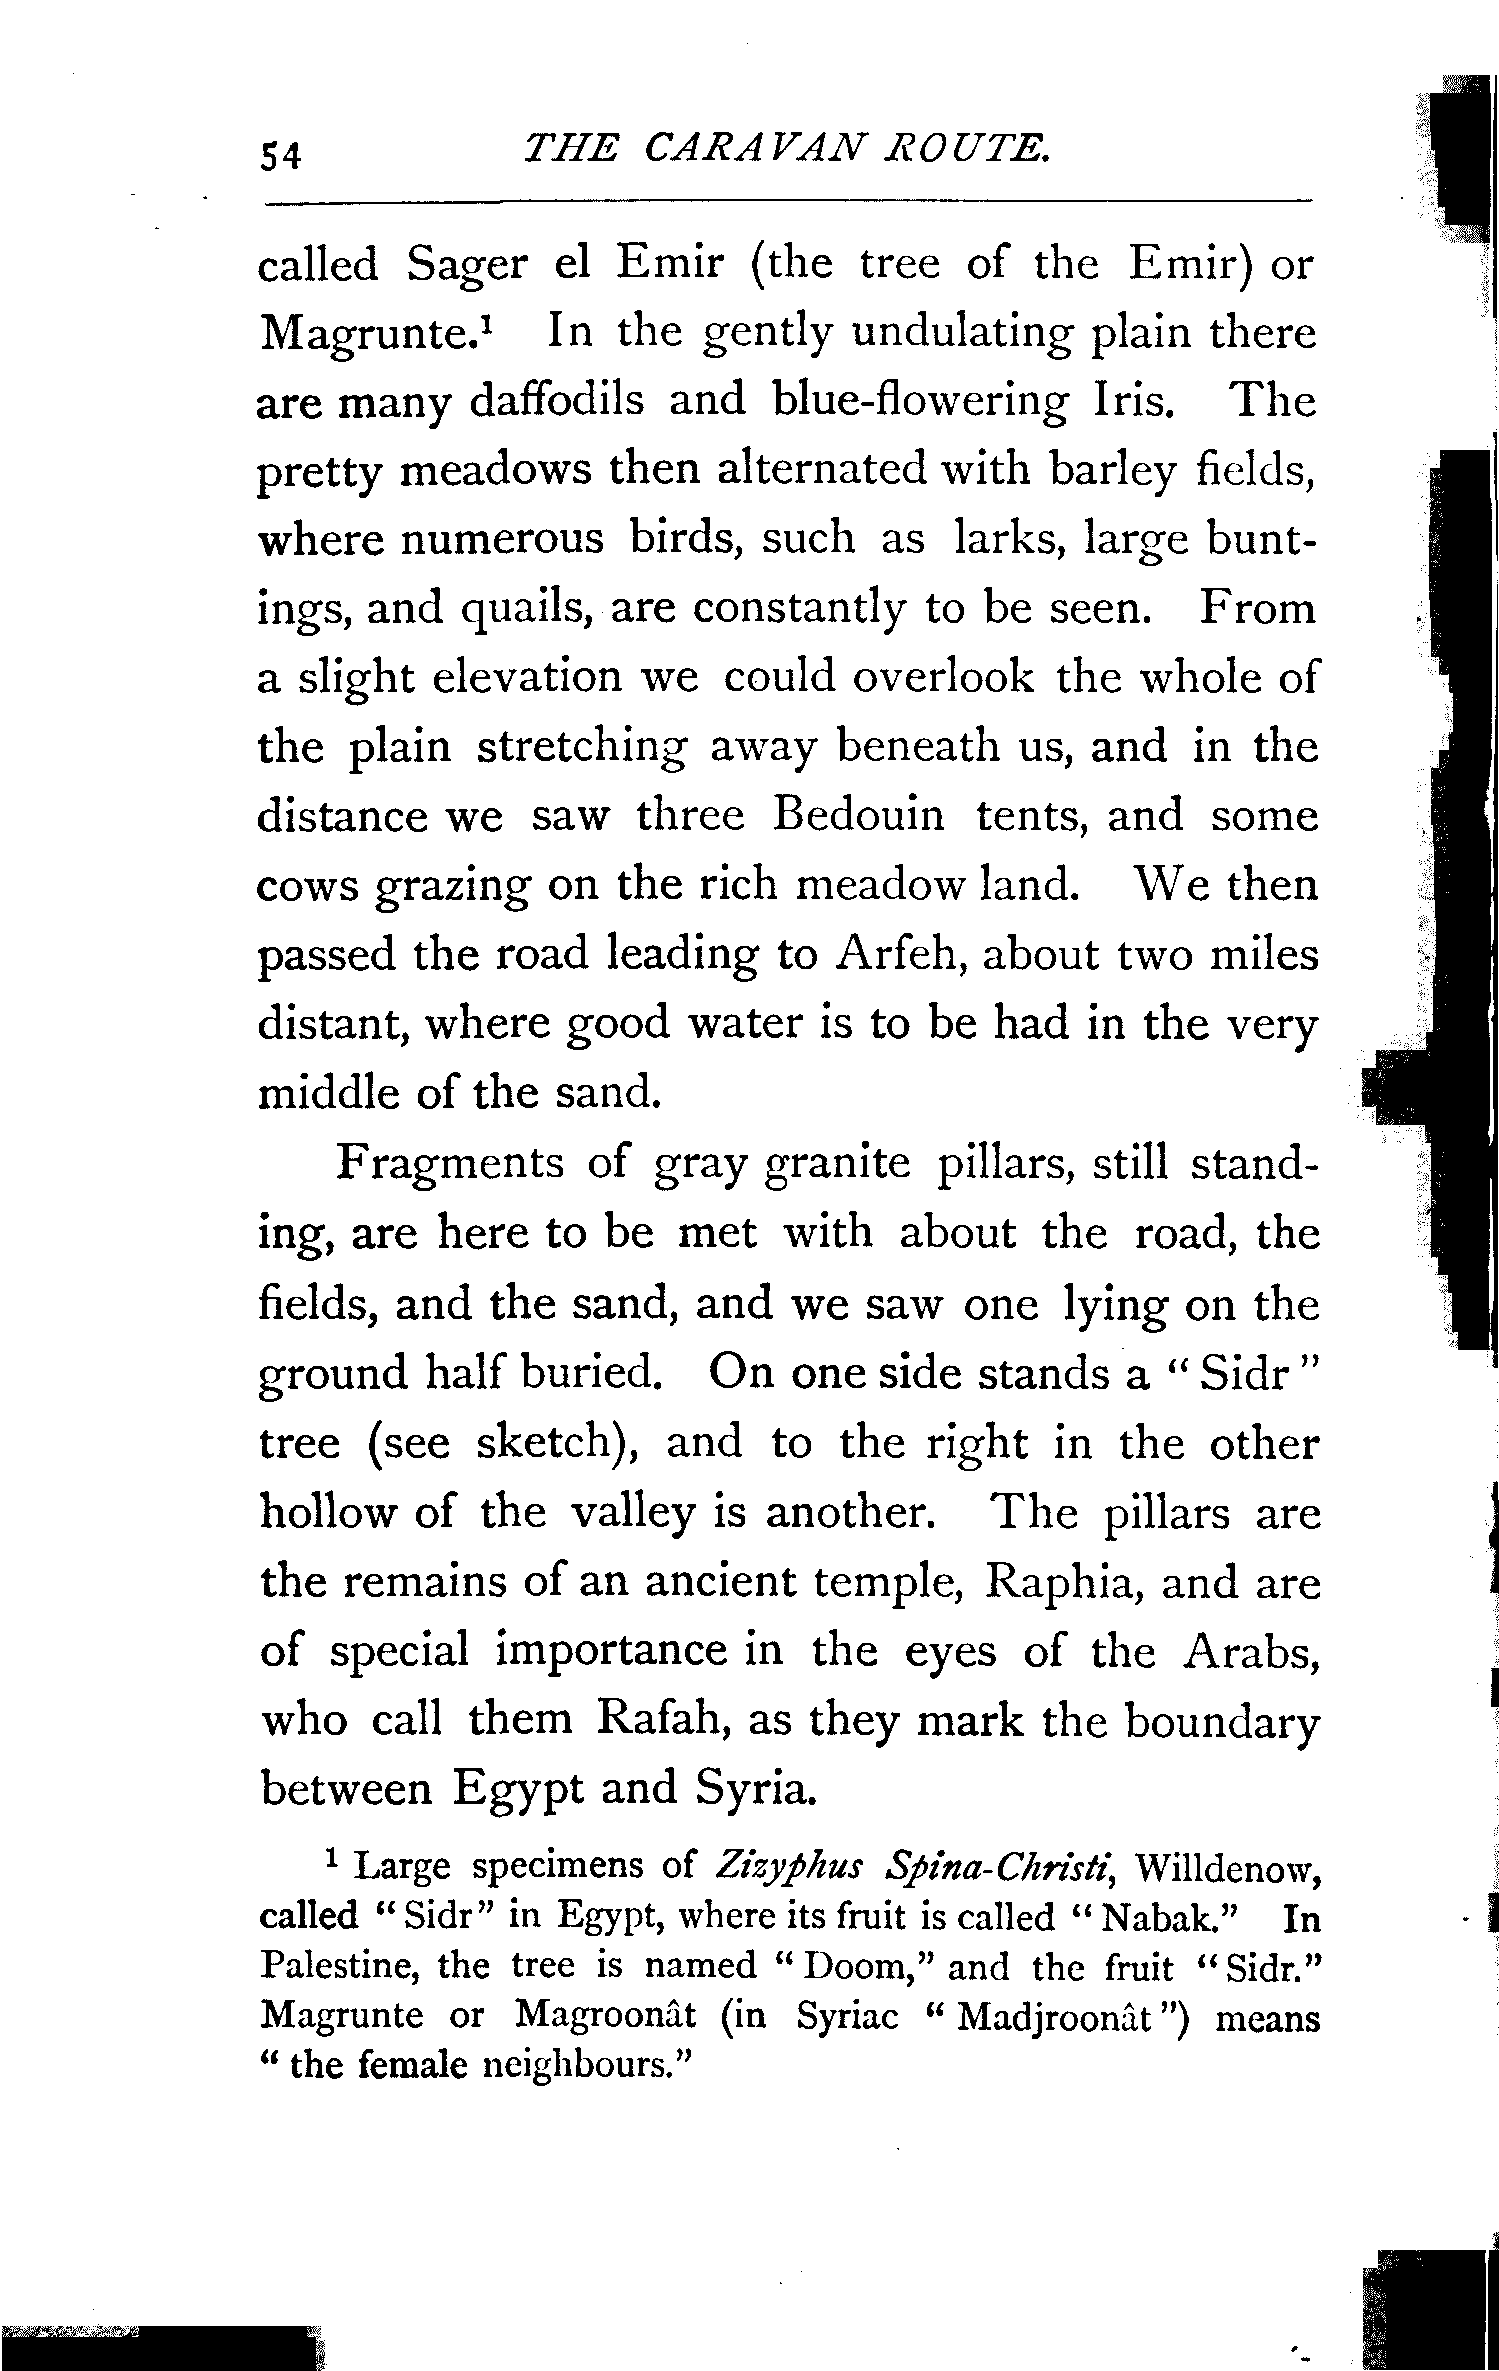 54 THE CARAVAN ROUTE.
called Sager el Emir (the tree of the Emir) or
Magrunte.¹ In the gently undulating plain there
are many daffodils and blue-flowering Iris. The
pretty meadows then alternated with barley fields,
where numerous birds, such as larks, large bunt-
ings, and quails, are constantly to be seen. From
a slight elevation we could overlook the whole of
the plain stretching away beneath us, and in the
distance we saw three Bedouin tents, and some
cows grazing on the rich meadow land. We then
passed the road leading to Arfeh, about two miles
distant, where good water is to be had in the very
middle of the sand.
Fragments of gray granite pillars, still stand-
ing, are here to be met with about the road, the
fields, and the sand, and we saw one lying on the
ground half buried. On one side stands a “Sidr”
tree (see sketch), and to the right in the other
hollow of the valley is another. The pillars are
the remains of an ancient temple, Raphia, and are
of special importance in the eyes of the Arabs,
who call them Rafah, as they mark the boundary
between Egypt and Syria.
¹ Large specimens of Zizyphus Spina-Christi, Willdenow,
called “Sidr” in Egypt, where its fruit is called “Nabak.” In
Palestine, the tree is named “Doom,” and the fruit “Sidr.”
Magrunte or Magroonât (in Syriac “Madjroonât”) means
“the female neighbours.”